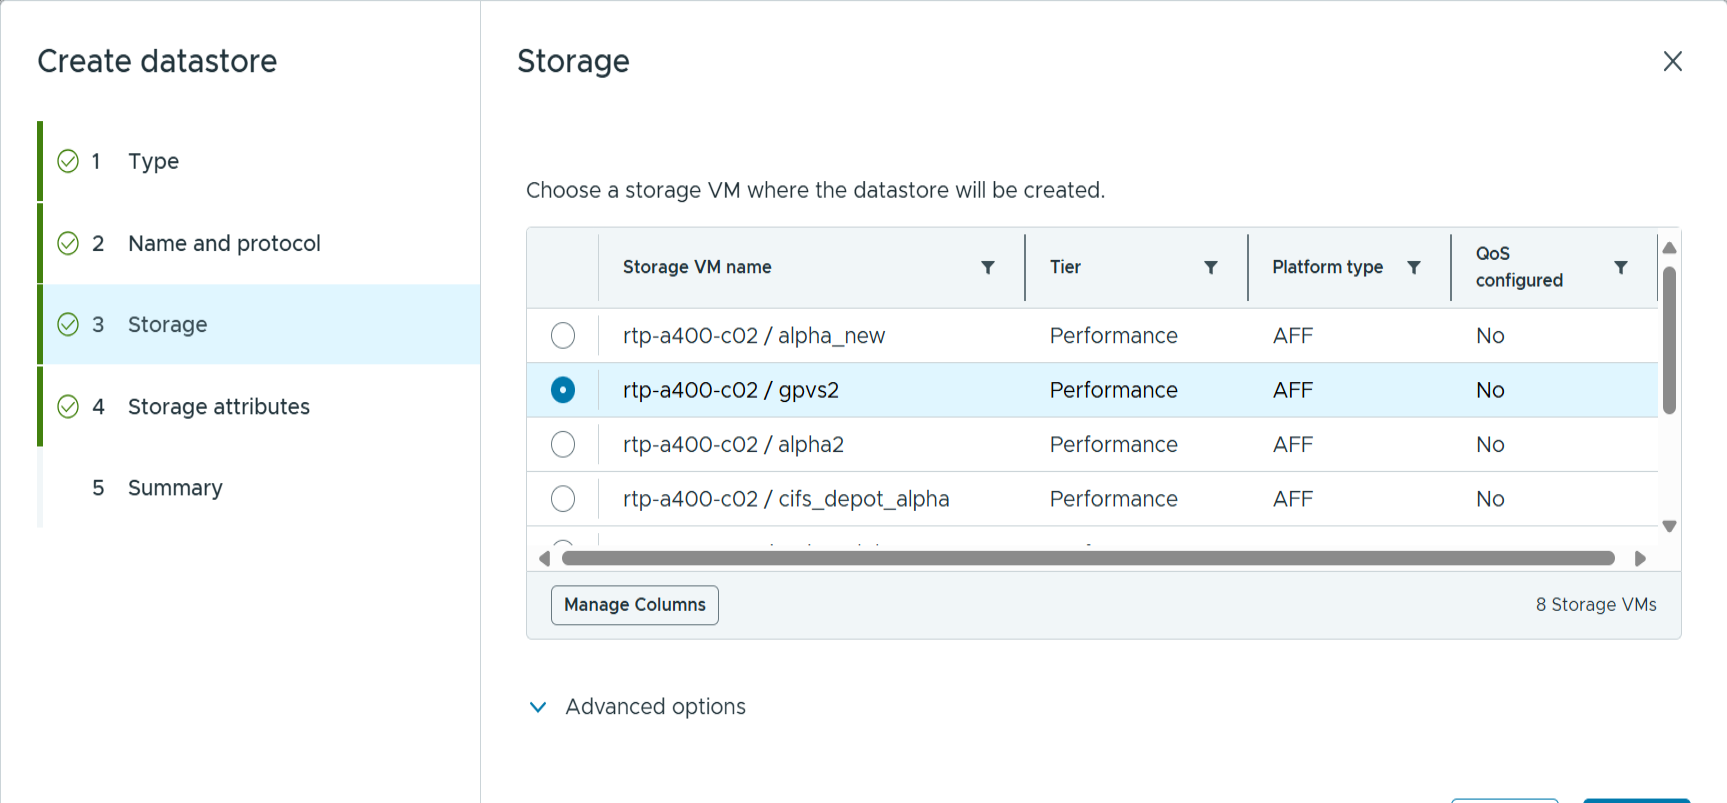 Create datastore
1 Type
2 Name and protocol
3 Storage
4 Storage attributes
5 Summary
Storage
Choose a storage VM where the datastore will be created.
Storage VM name Tier Platform type QoS configured
rtp-a400-c02 / alpha_new Performance AFF No
rtp-a400-c02 / gpvs2 Performance AFF No
rtp-a400-c02 / alpha2 Performance AFF No
rtp-a400-c02 / cifs_depot_alpha Performance AFF No
Manage Columns 8 Storage VMs
Advanced options